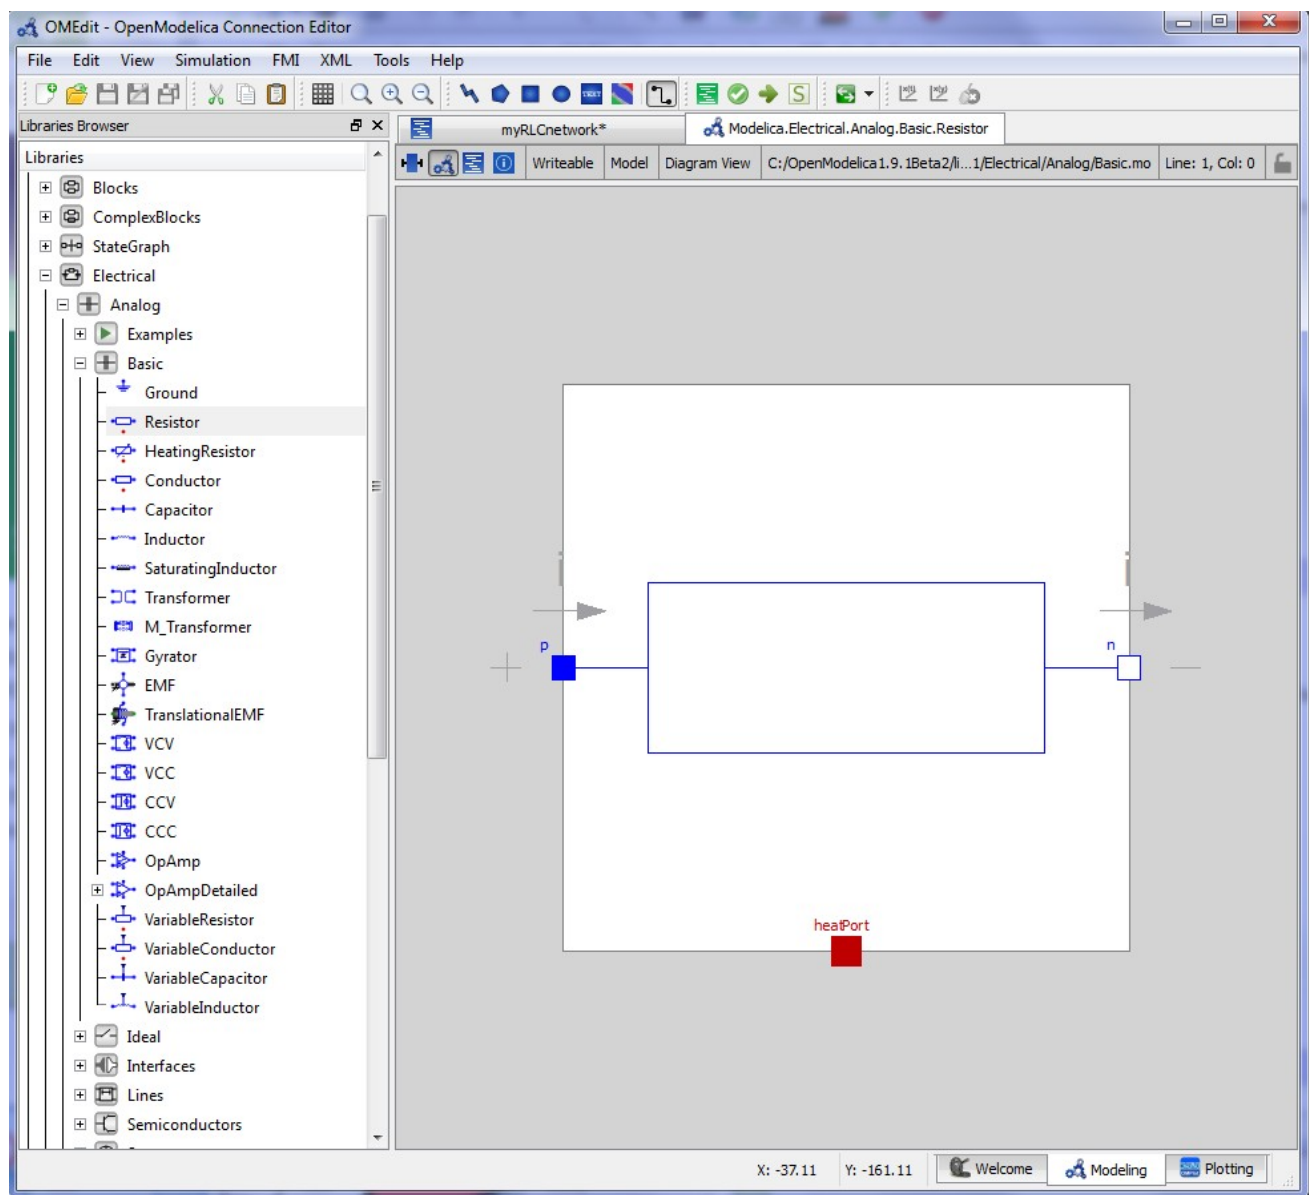 OMEdit - OpenModelica Connection Editor
File Edit View Simulation FMI XML Tools Help
TEXT
S
Libraries Browser
myRLCnetwork*
Modelica.Electrical.Analog.Basic.Resistor
Libraries
Writeable Model Diagram View C:/OpenModelica1.9.1Beta2/li...1/Electrical/Analog/Basic.mo Line: 1, Col: 0
Blocks
ComplexBlocks
StateGraph
Electrical
Analog
Examples
Basic
Ground
Resistor
HeatingResistor
Conductor
Capacitor
Inductor
SaturatingInductor
Transformer
M_Transformer
Gyrator
EMF
TranslationalEMF
VCV
VCC
CCV
CCC
OpAmp
OpAmpDetailed
VariableResistor
VariableConductor
VariableCapacitor
VariableInductor
Ideal
Interfaces
Lines
Semiconductors
i i
p n
heatPort
X: -37.11 Y: -161.11 Welcome Modeling Plotting